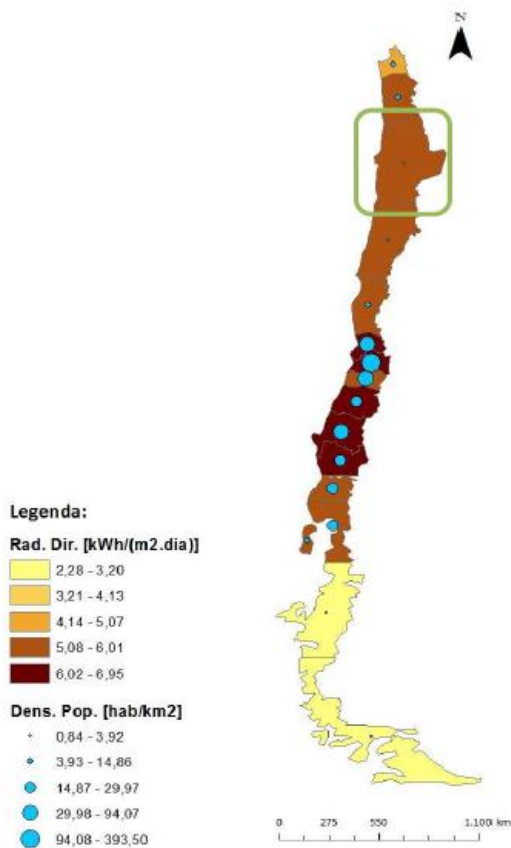 N
Legenda:
Rad. Dir. [kWh/(m2.dia)]
2,28 - 3,20
3,21 - 4,13
4,14 - 5,07
5,08 - 6,01
6,02 - 6,95
Dens. Pop. [hab/km2]
0,84 - 3,92
3,93 - 14,86
14,87 - 29,97
29,98 - 94,07
94,08 - 393,50
0 275 550 1.100 km